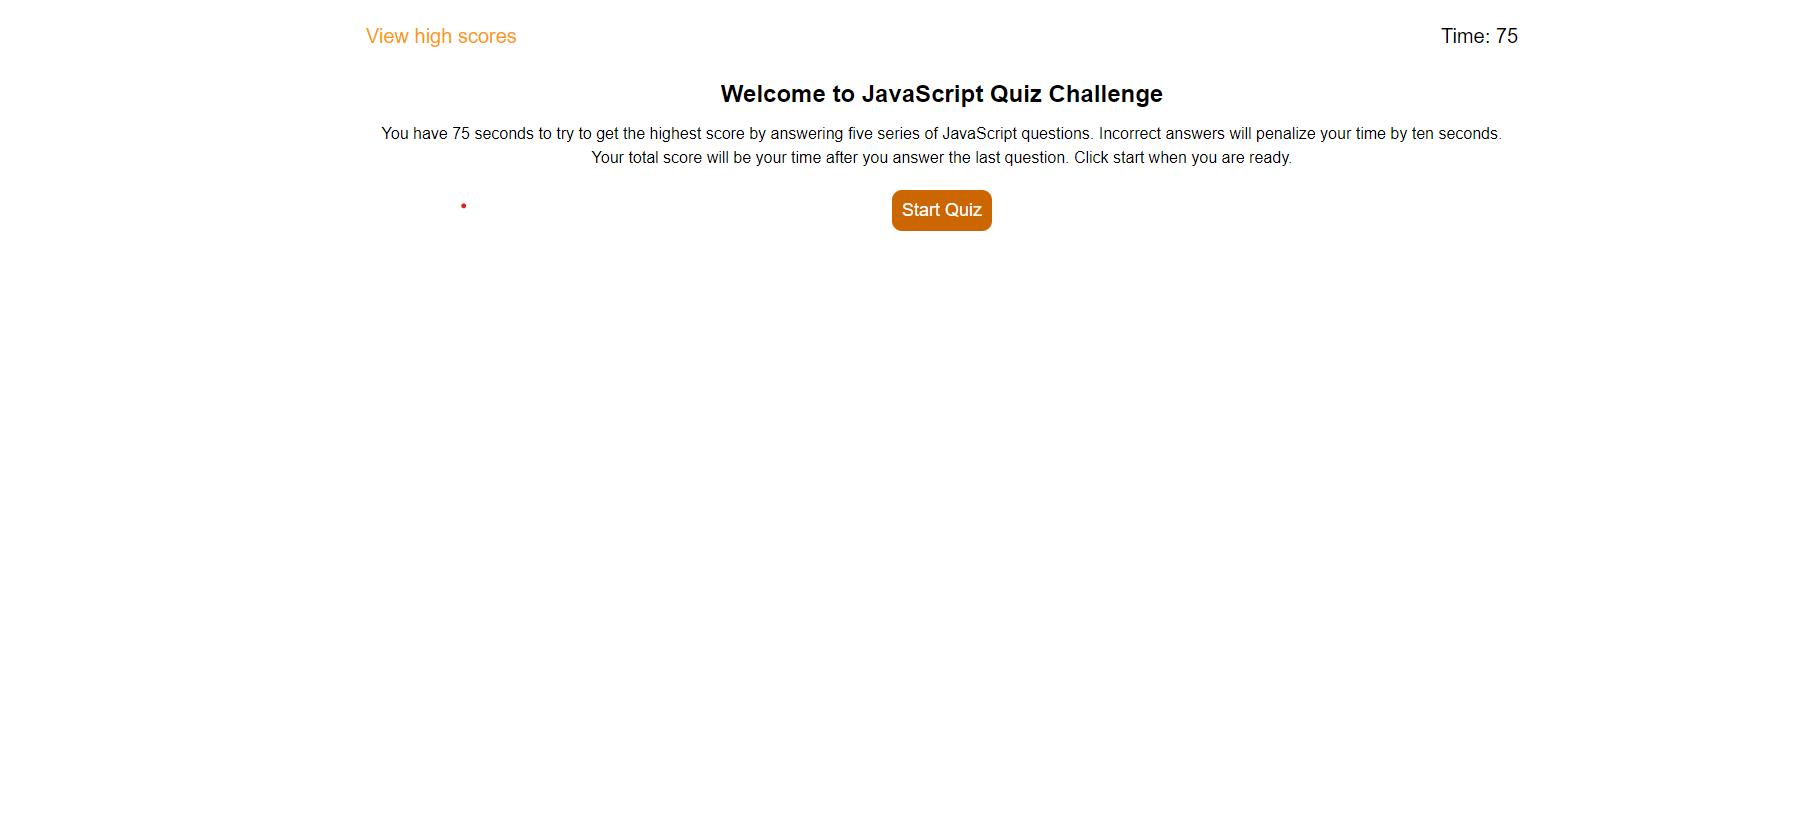 View high scores
Time: 75
Welcome to JavaScript Quiz Challenge
You have 75 seconds to try to get the highest score by answering five series of JavaScript questions. Incorrect answers will penalize your time by ten seconds.
Your total score will be your time after you answer the last question. Click start when you are ready.
Start Quiz